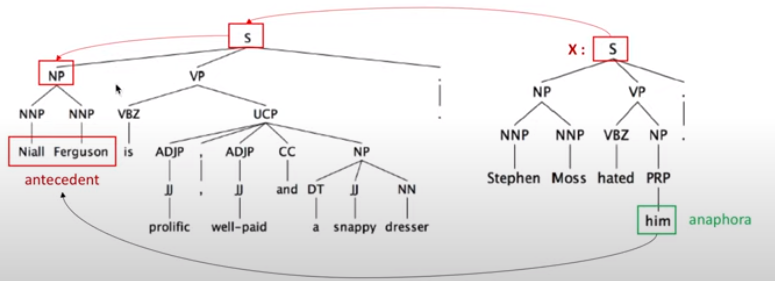 S X : S
NP VP . NP VP .
NNP NNP VBZ UCP . NNP NNP VBZ NP .
Niall Ferguson is ADJP , ADJP CC NP Stephen Moss hated PRP
antecedent JJ , JJ and DT JJ NN him anaphora
prolific well-paid a snappy dresser